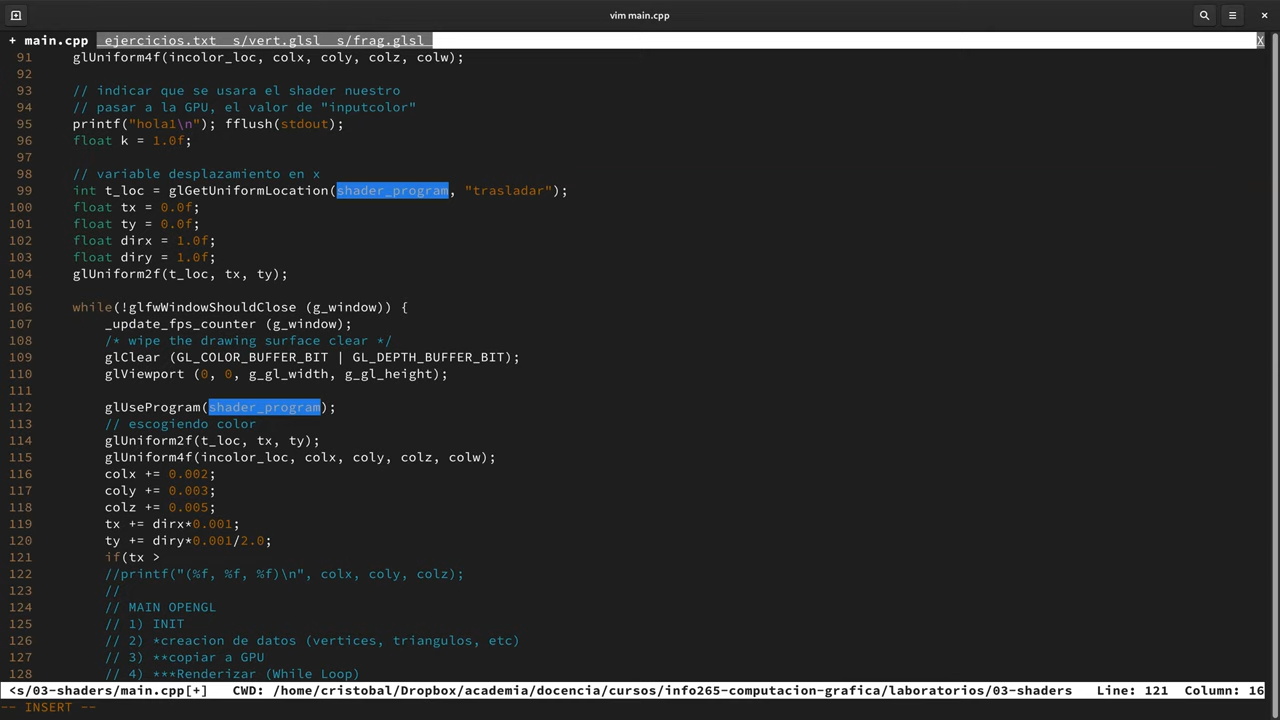 vim main.cpp
+ main.cpp  ejercicios.txt  s/vert.glsl  s/frag.glsl X
91 glUniform4f(incolor_loc, colx, coly, colz, colw);
92
93 // indicar que se usara el shader nuestro
94 // pasar a la GPU, el valor de "inputcolor"
95 printf("hola1\n"); fflush(stdout);
96 float k = 1.0f;
97
98 // variable desplazamiento en x
99 int t_loc = glGetUniformLocation(shader_program, "trasladar");
100 float tx = 0.0f;
101 float ty = 0.0f;
102 float dirx = 1.0f;
103 float diry = 1.0f;
104 glUniform2f(t_loc, tx, ty);
105
106 while(!glfwWindowShouldClose (g_window)) {
107 _update_fps_counter (g_window);
108 /* wipe the drawing surface clear */
109 glClear (GL_COLOR_BUFFER_BIT | GL_DEPTH_BUFFER_BIT);
110 glViewport (0, 0, g_gl_width, g_gl_height);
111
112 glUseProgram(shader_program);
113 // escogiendo color
114 glUniform2f(t_loc, tx, ty);
115 glUniform4f(incolor_loc, colx, coly, colz, colw);
116 colx += 0.002;
117 coly += 0.003;
118 colz += 0.005;
119 tx += dirx*0.001;
120 ty += diry*0.001/2.0;
121 if(tx >
122 //printf("(%f, %f, %f)\n", colx, coly, colz);
123 //
124 // MAIN OPENGL
125 // 1) INIT
126 // 2) *creacion de datos (vertices, triangulos, etc)
127 // 3) **copiar a GPU
128 // 4) ***Renderizar (While Loop)
<s/03-shaders/main.cpp[+] CWD: /home/cristobal/Dropbox/academia/docencia/cursos/info265-computacion-grafica/laboratorios/03-shaders Line: 121 Column: 16
-- INSERT --